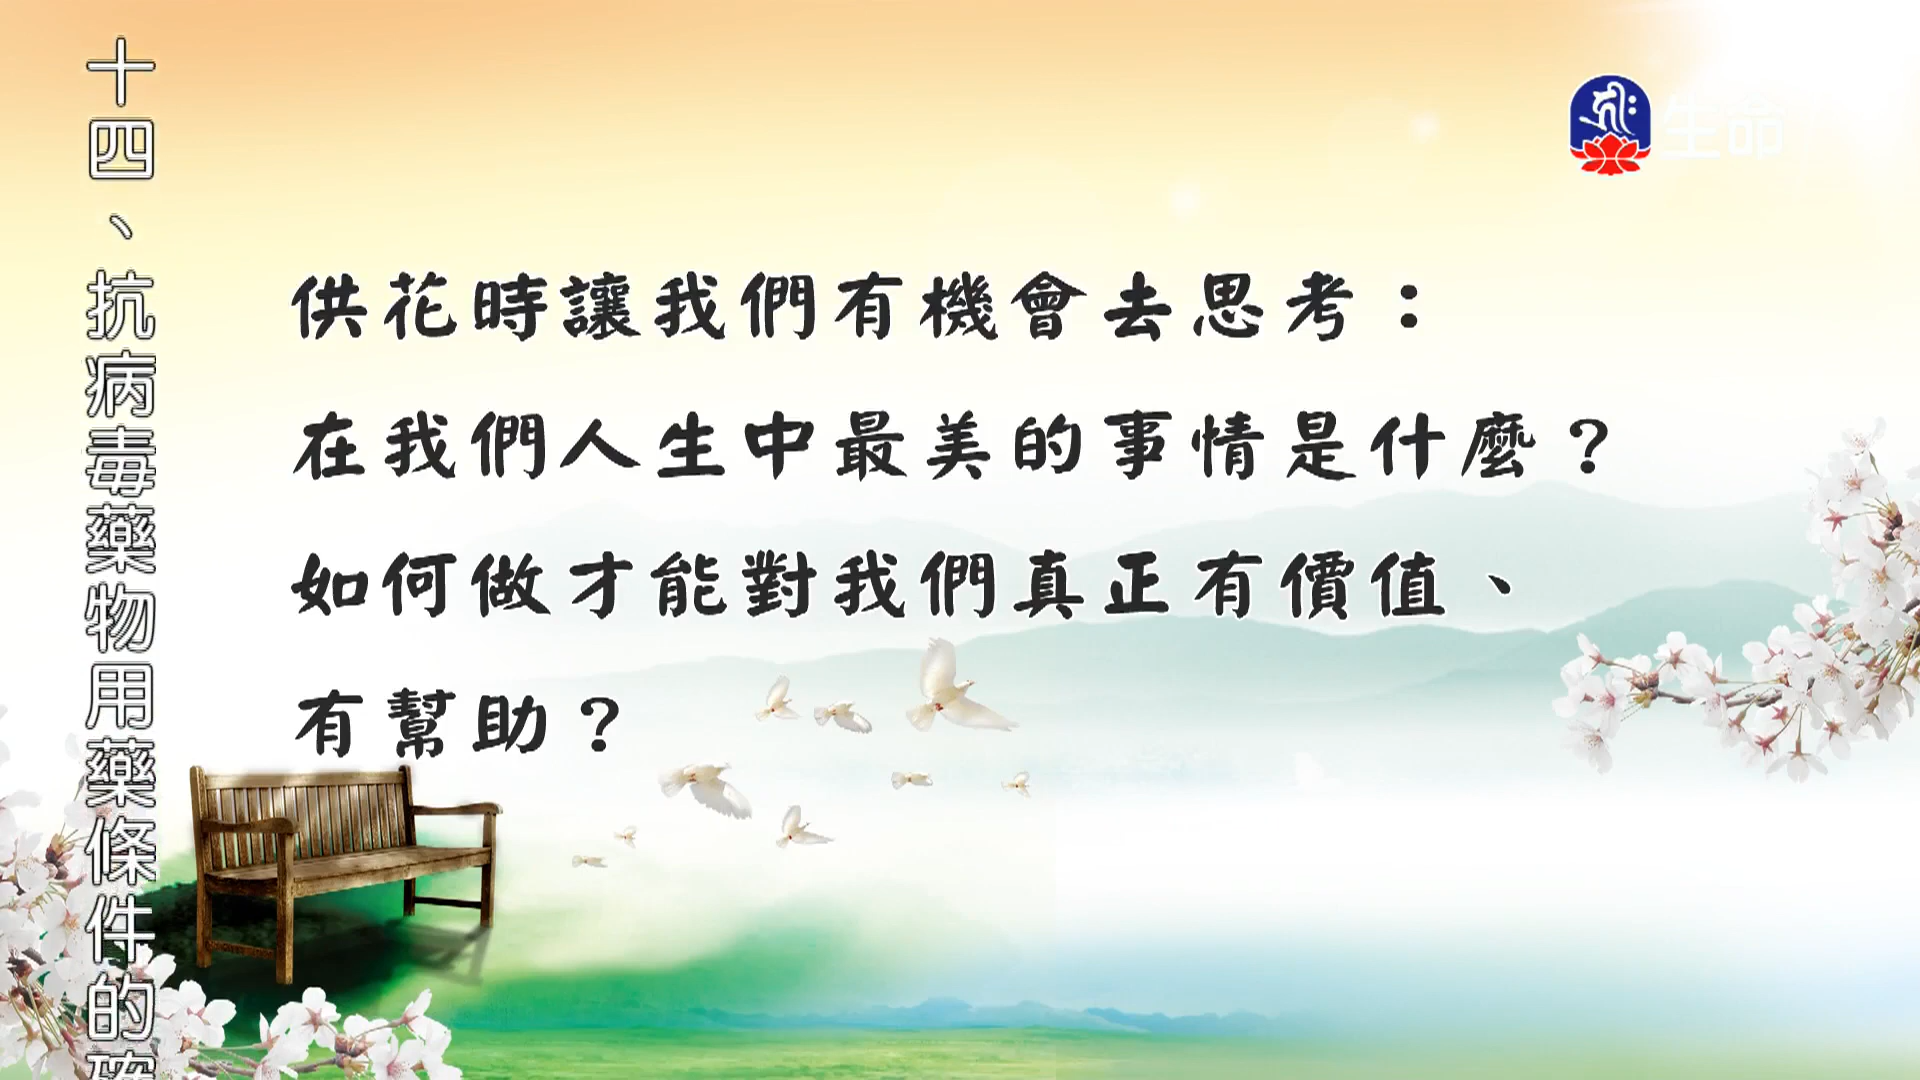 十四、抗病毒藥物用藥條件的
生命
供花時讓我們有機會去思考：
在我們人生中最美的事情是什麼？
如何做才能對我們真正有價值、
有幫助？